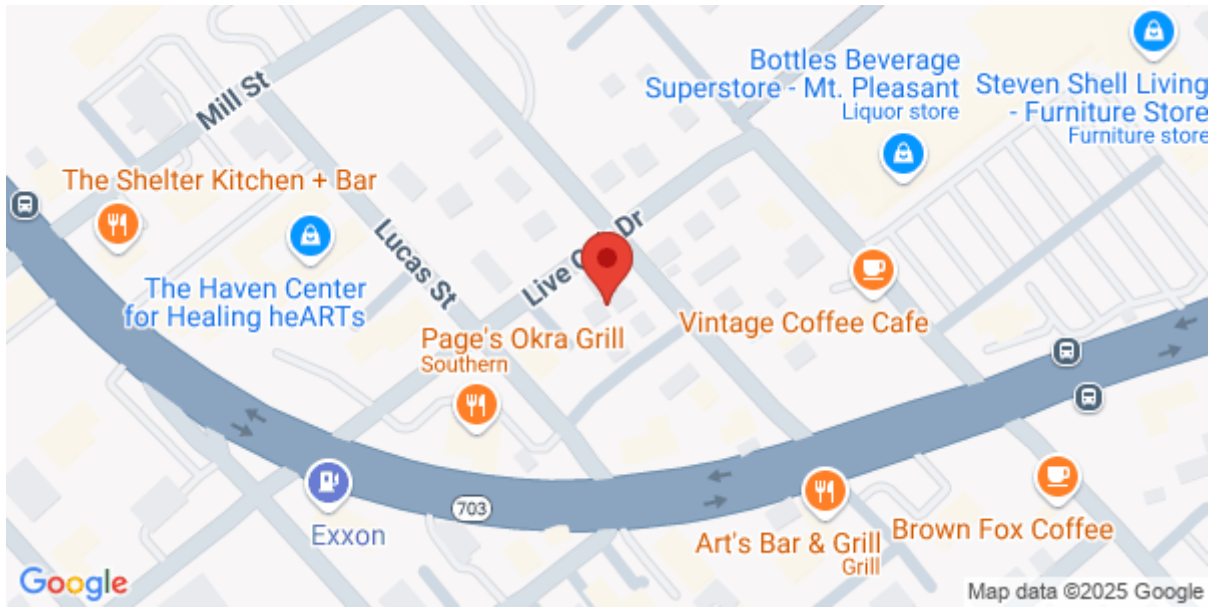 Bottles Beverage
Superstore - Mt. Pleasant
Liquor store
Steven Shell Living
- Furniture Store
Furniture store
Mill St
The Shelter Kitchen + Bar
Lucas St
Live Dr
The Haven Center
for Healing heARTs
Page's Okra Grill
Southern
Vintage Coffee Cafe
703
Exxon
Art's Bar & Grill
Grill
Brown Fox Coffee
Google
Map data ©2025 Google